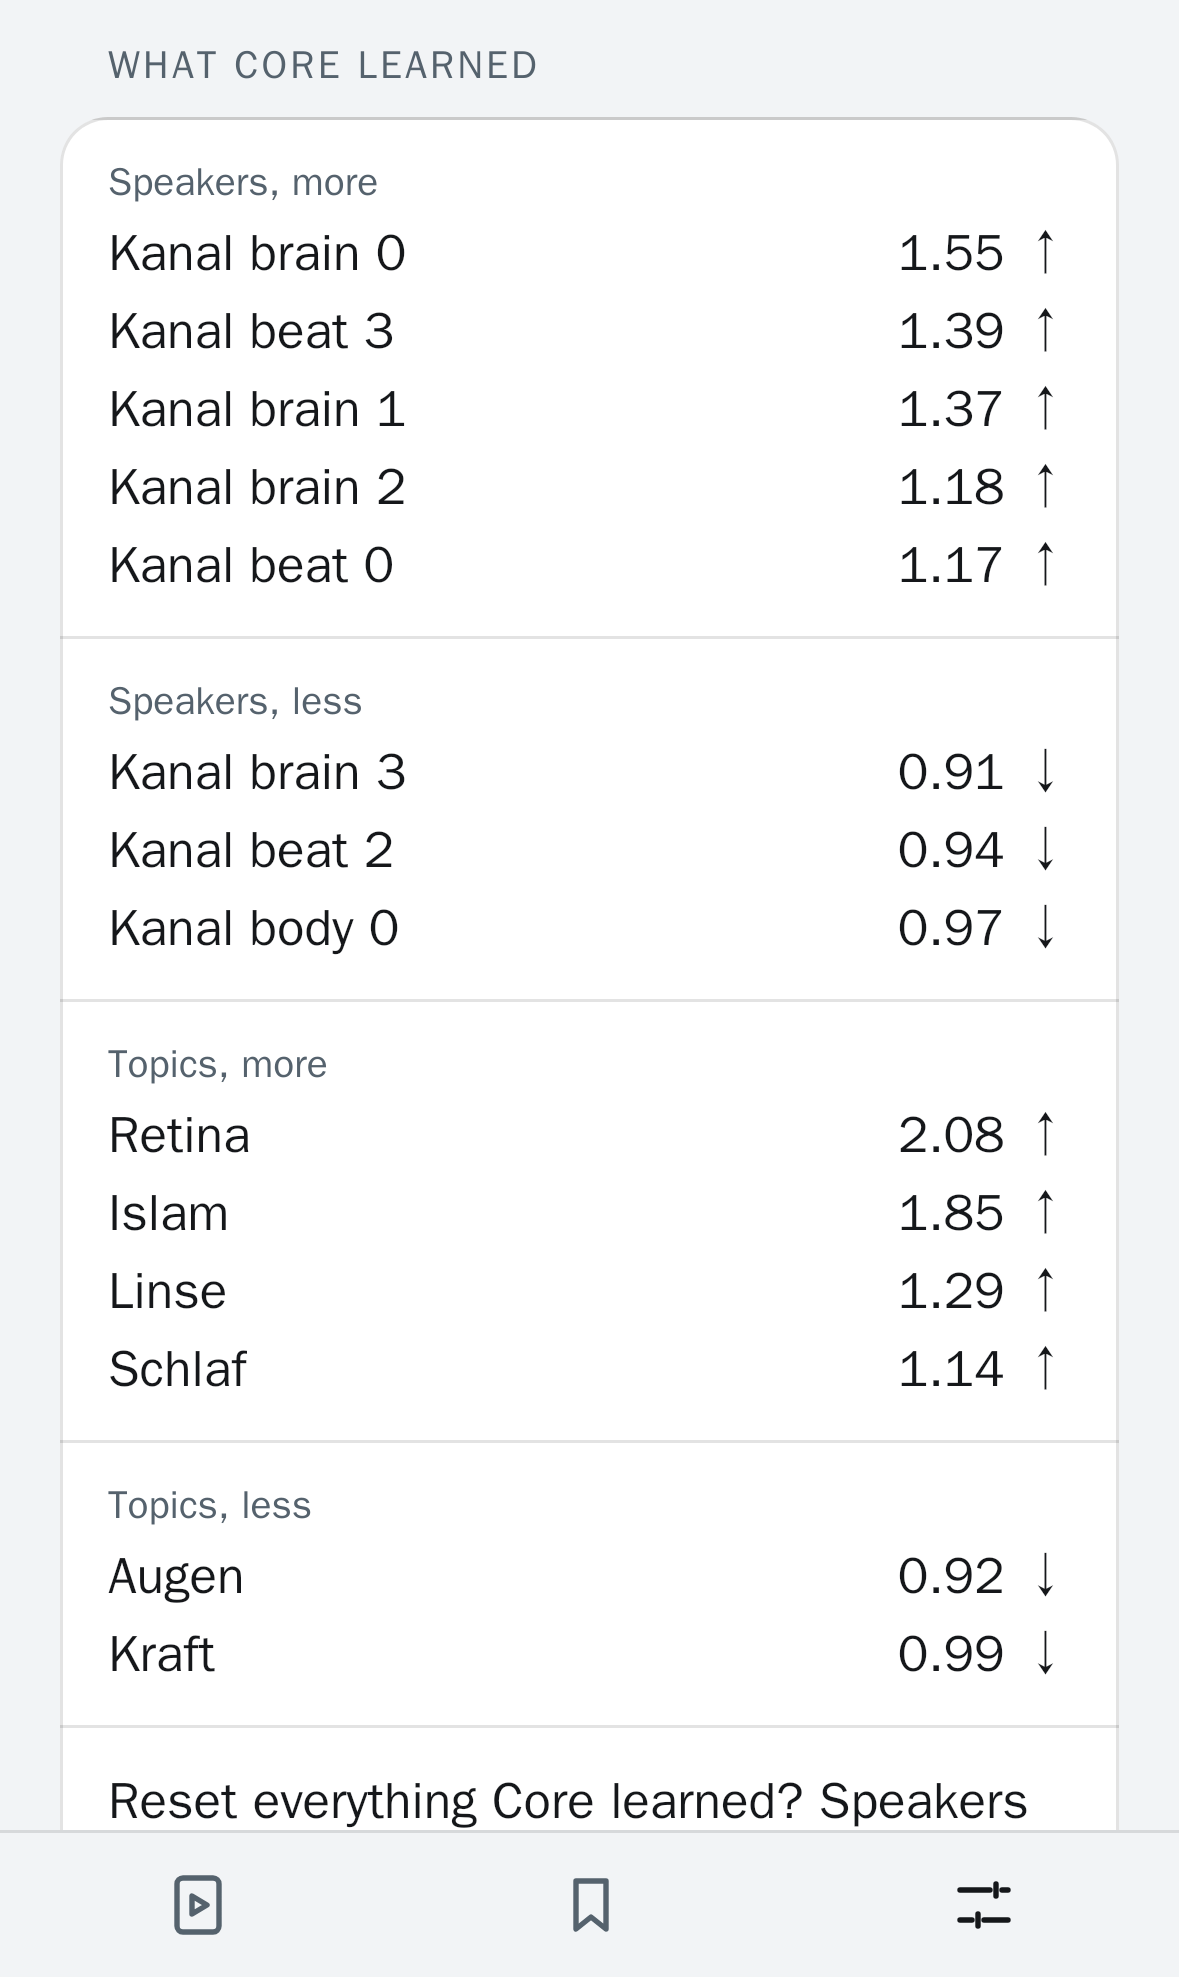 WHAT CORE LEARNED
Speakers, more
Kanal brain 0 1.55 ↑
Kanal beat 3 1.39 ↑
Kanal brain 1 1.37 ↑
Kanal brain 2 1.18 ↑
Kanal beat 0 1.17 ↑
Speakers, less
Kanal brain 3 0.91 ↓
Kanal beat 2 0.94 ↓
Kanal body 0 0.97 ↓
Topics, more
Retina 2.08 ↑
Islam 1.85 ↑
Linse 1.29 ↑
Schlaf 1.14 ↑
Topics, less
Augen 0.92 ↓
Kraft 0.99 ↓
Reset everything Core learned? Speakers